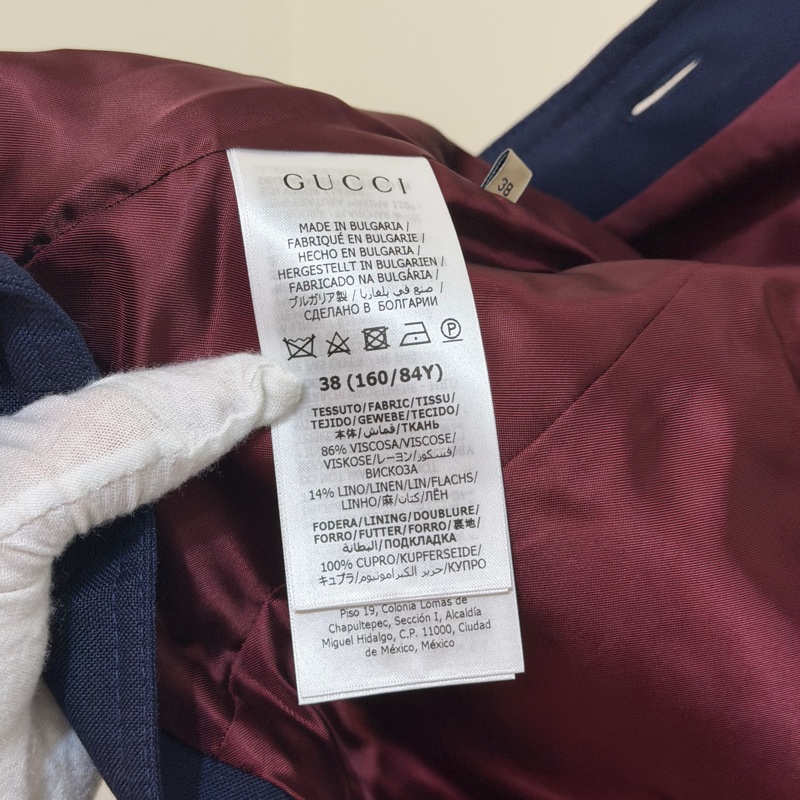 GUCCI
38
MADE IN BULGARIA /
FABRIQUÉ EN BULGARIE /
HECHO EN BULGARIA /
HERGESTELLT IN BULGARIEN /
FABRICADO NA BULGÁRIA /
ブルガリア製 / صنع في بلغاريا /
СДЕЛАНО В БОЛГАРИИ
P
38 (160/84Y)
TESSUTO/FABRIC/TISSU/
TEJIDO/GEWEBE/TECIDO/
本体/قماش/ТКАНЬ
86% VISCOSA/VISCOSE/
VISKOSE/レーヨン/فسكوز/
ВИСКОЗА
14% LINO/LINEN/LIN/FLACHS/
LINHO/麻/كتان/ЛЁН
FODERA/LINING/DOUBLURE/
FORRO/FUTTER/FORRO/裏地/
البطانة/ПОДКЛАДКА
100% CUPRO/KUPFERSEIDE/
キュプラ/حرير الكبرامونيوم/КУПРО
Piso 19, Colonia Lomas de
Chapultepec, Sección I, Alcaldía
Miguel Hidalgo, C.P. 11000, Ciudad
de México, México